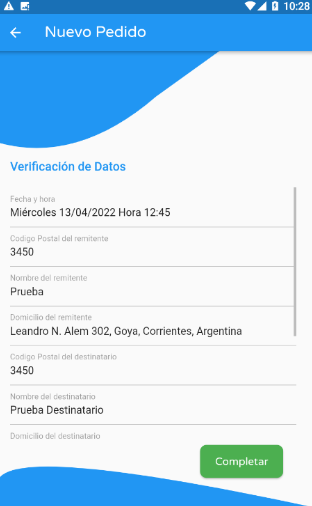 10:28
Nuevo Pedido
Verificación de Datos
Fecha y hora
Miércoles 13/04/2022 Hora 12:45
Codigo Postal del remitente
3450
Nombre del remitente
Prueba
Domicilio del remitente
Leandro N. Alem 302, Goya, Corrientes, Argentina
Codigo Postal del destinatario
3450
Nombre del destinatario
Prueba Destinatario
Domicilio del destinatario
Completar